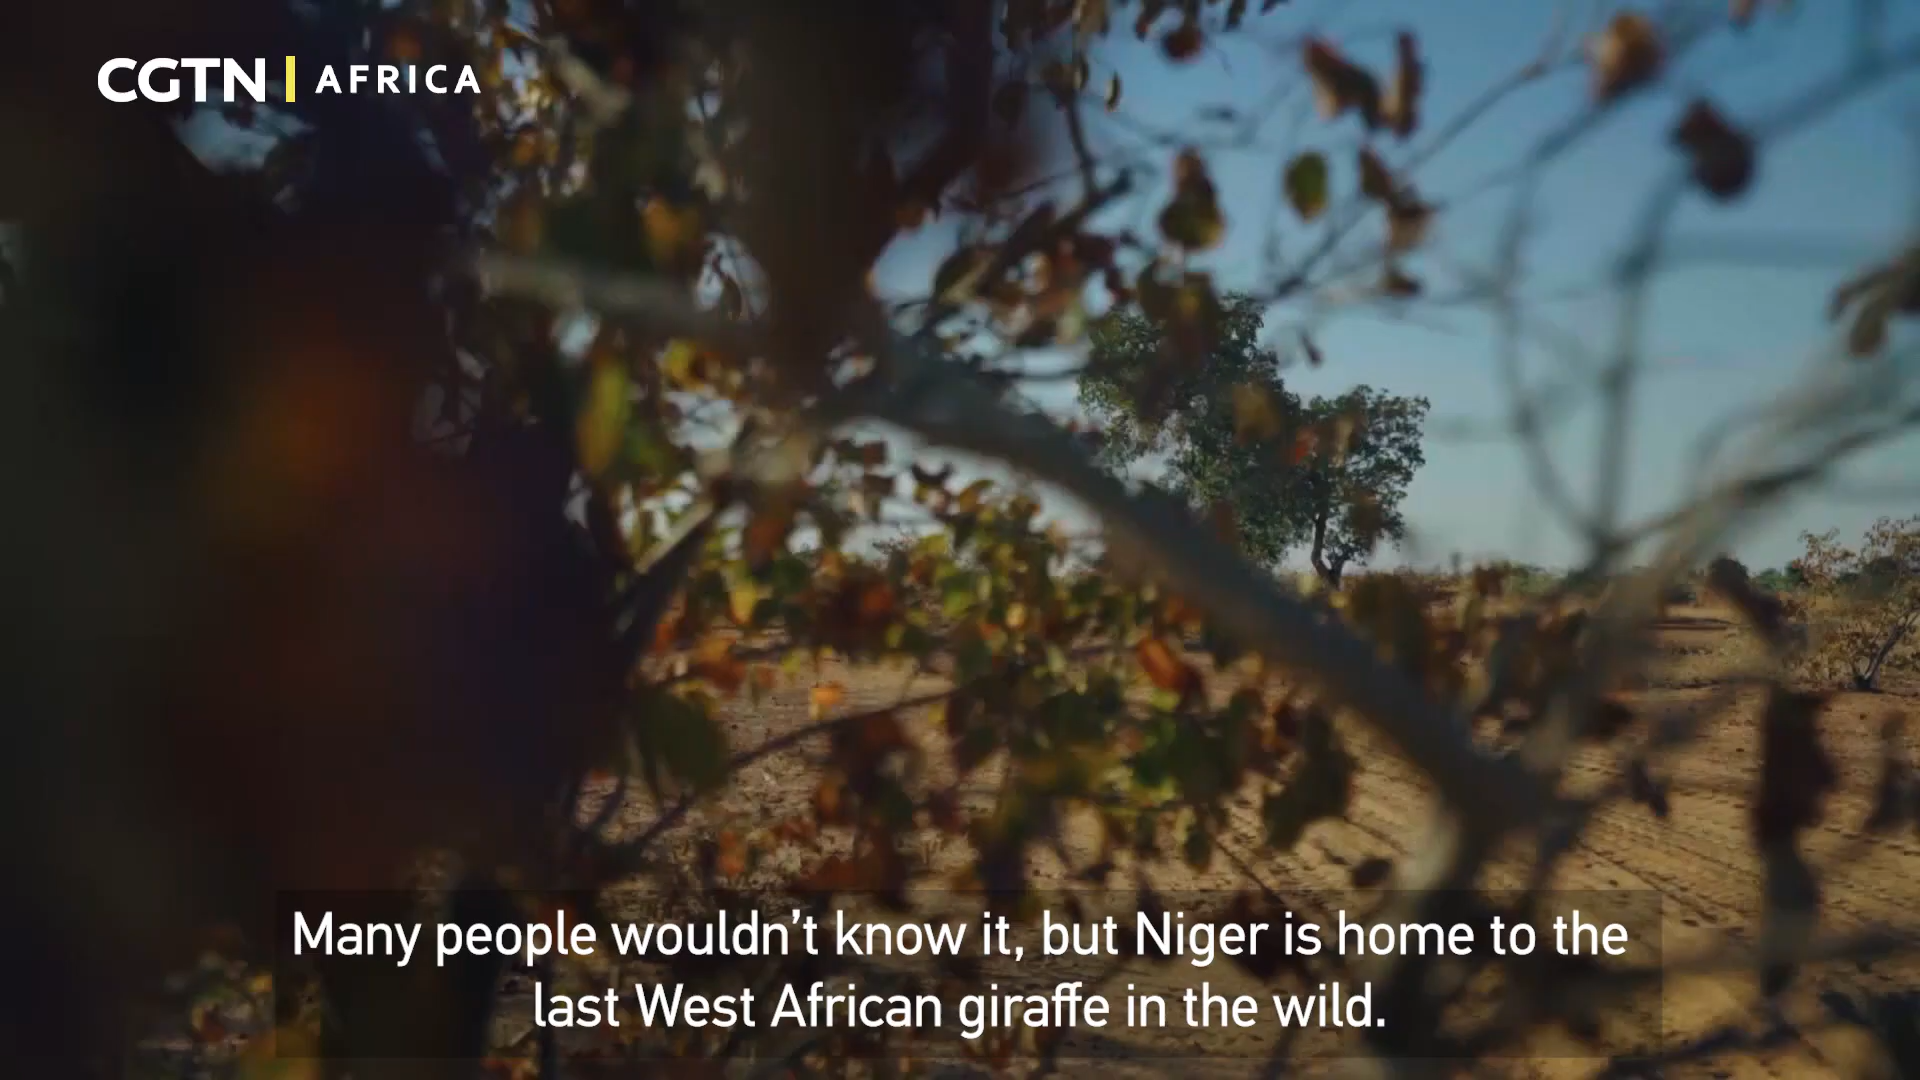 CGTN | AFRICA
Many people wouldn’t know it, but Niger is home to the
last West African giraffe in the wild.